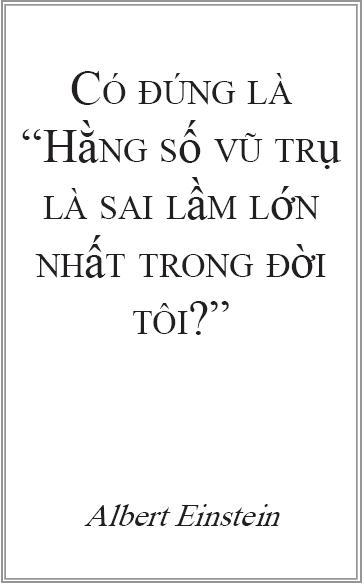 CÓ ĐÚNG LÀ
“HẰNG SỐ VŨ TRỤ
LÀ SAI LẦM LỚN
NHẤT TRONG ĐỜI
TÔI?”
Albert Einstein